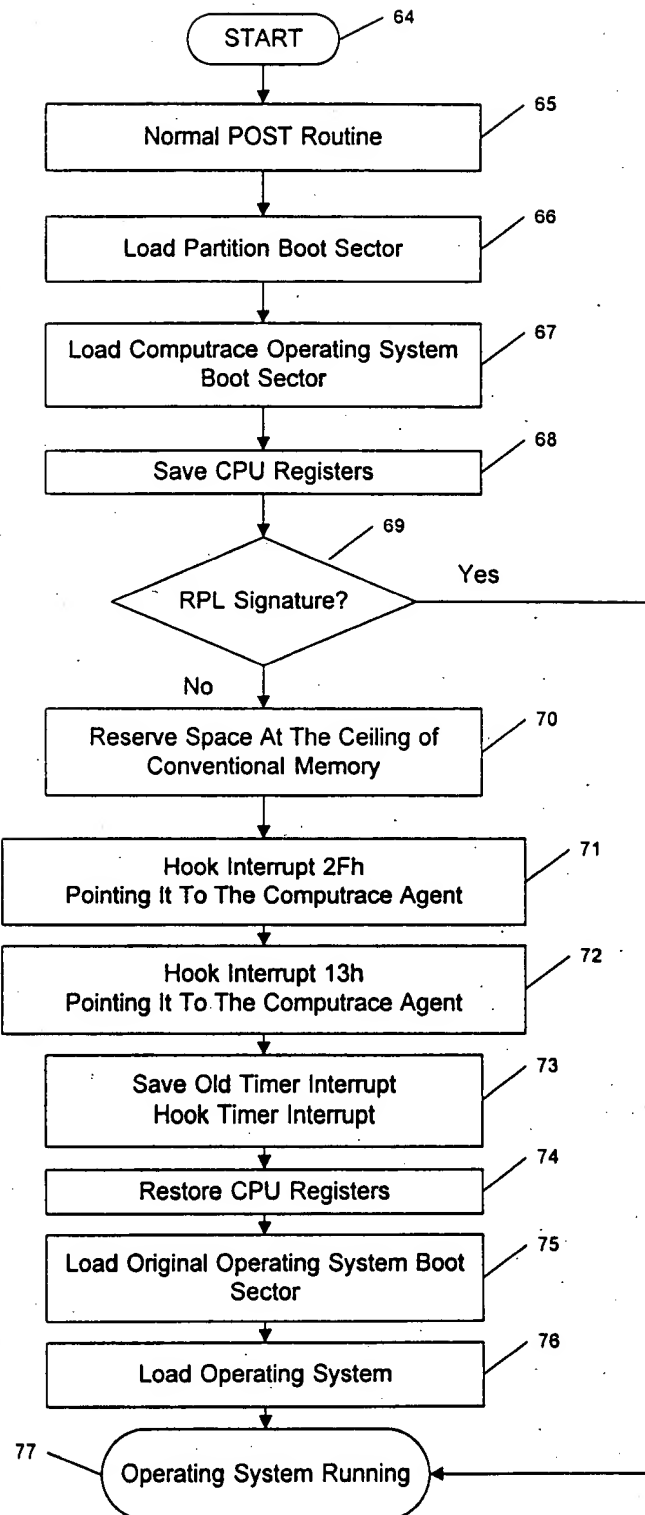 START
64
Normal POST Routine
65
Load Partition Boot Sector
66
Load Computrace Operating System
Boot Sector
67
Save CPU Registers
68
RPL Signature?
69
Yes
No
Reserve Space At The Ceiling of
Conventional Memory
70
Hook Interrupt 2Fh
Pointing It To The Computrace Agent
71
Hook Interrupt 13h
Pointing It To The Computrace Agent
72
Save Old Timer Interrupt
Hook Timer Interrupt
73
Restore CPU Registers
74
Load Original Operating System Boot
Sector
75
Load Operating System
76
77
Operating System Running